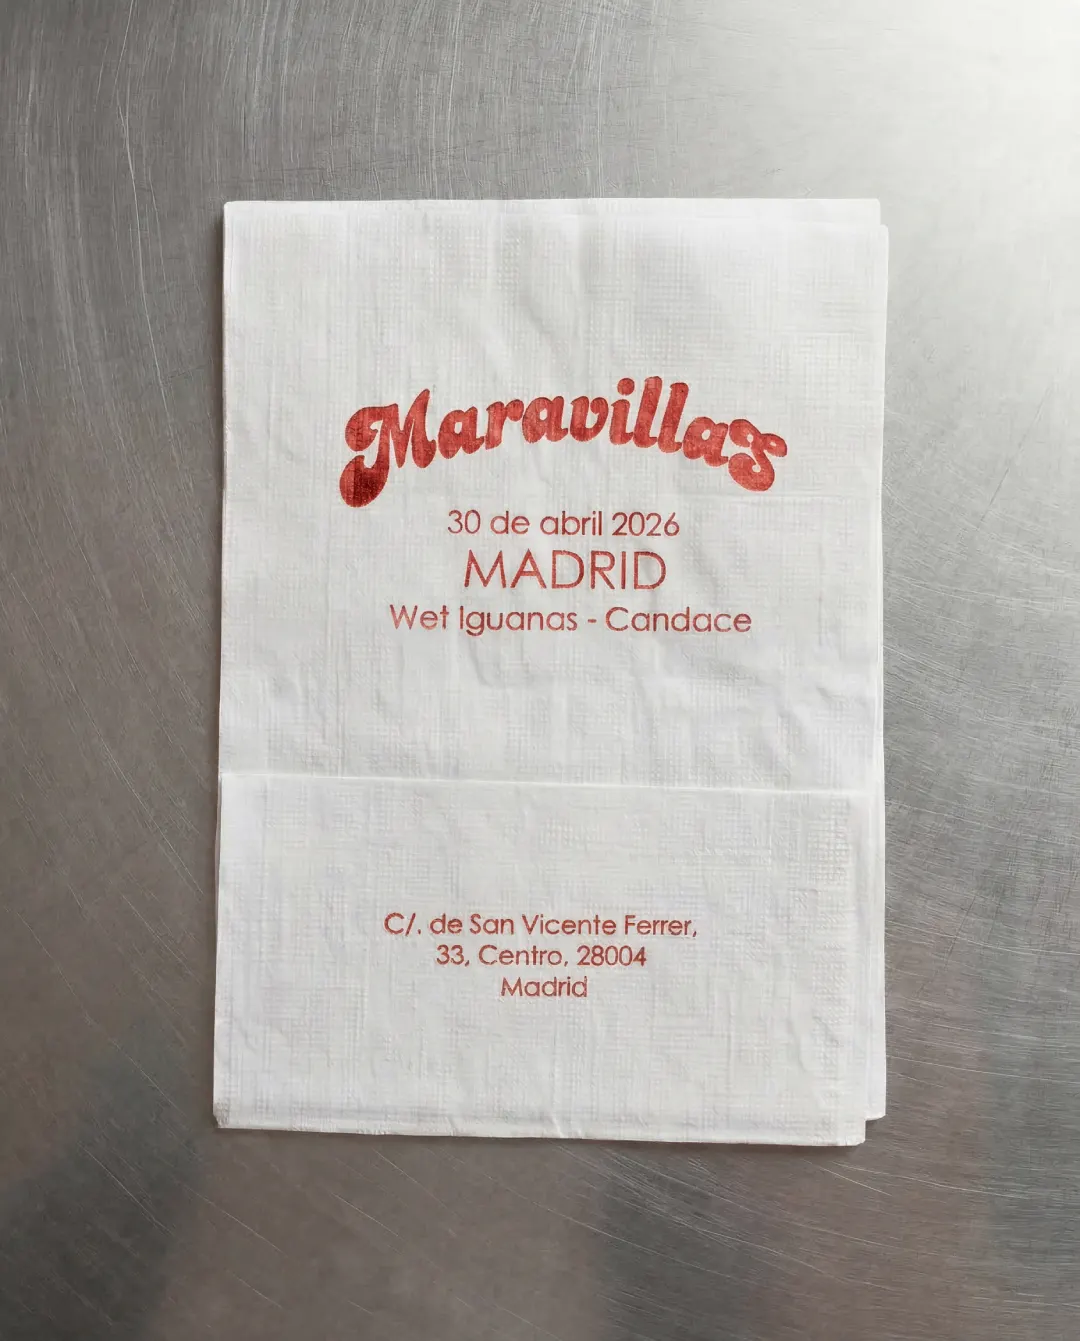 Maravillas
30 de abril 2026
MADRID
Wet Iguanas - Candace
C/. de San Vicente Ferrer,
33, Centro, 28004
Madrid